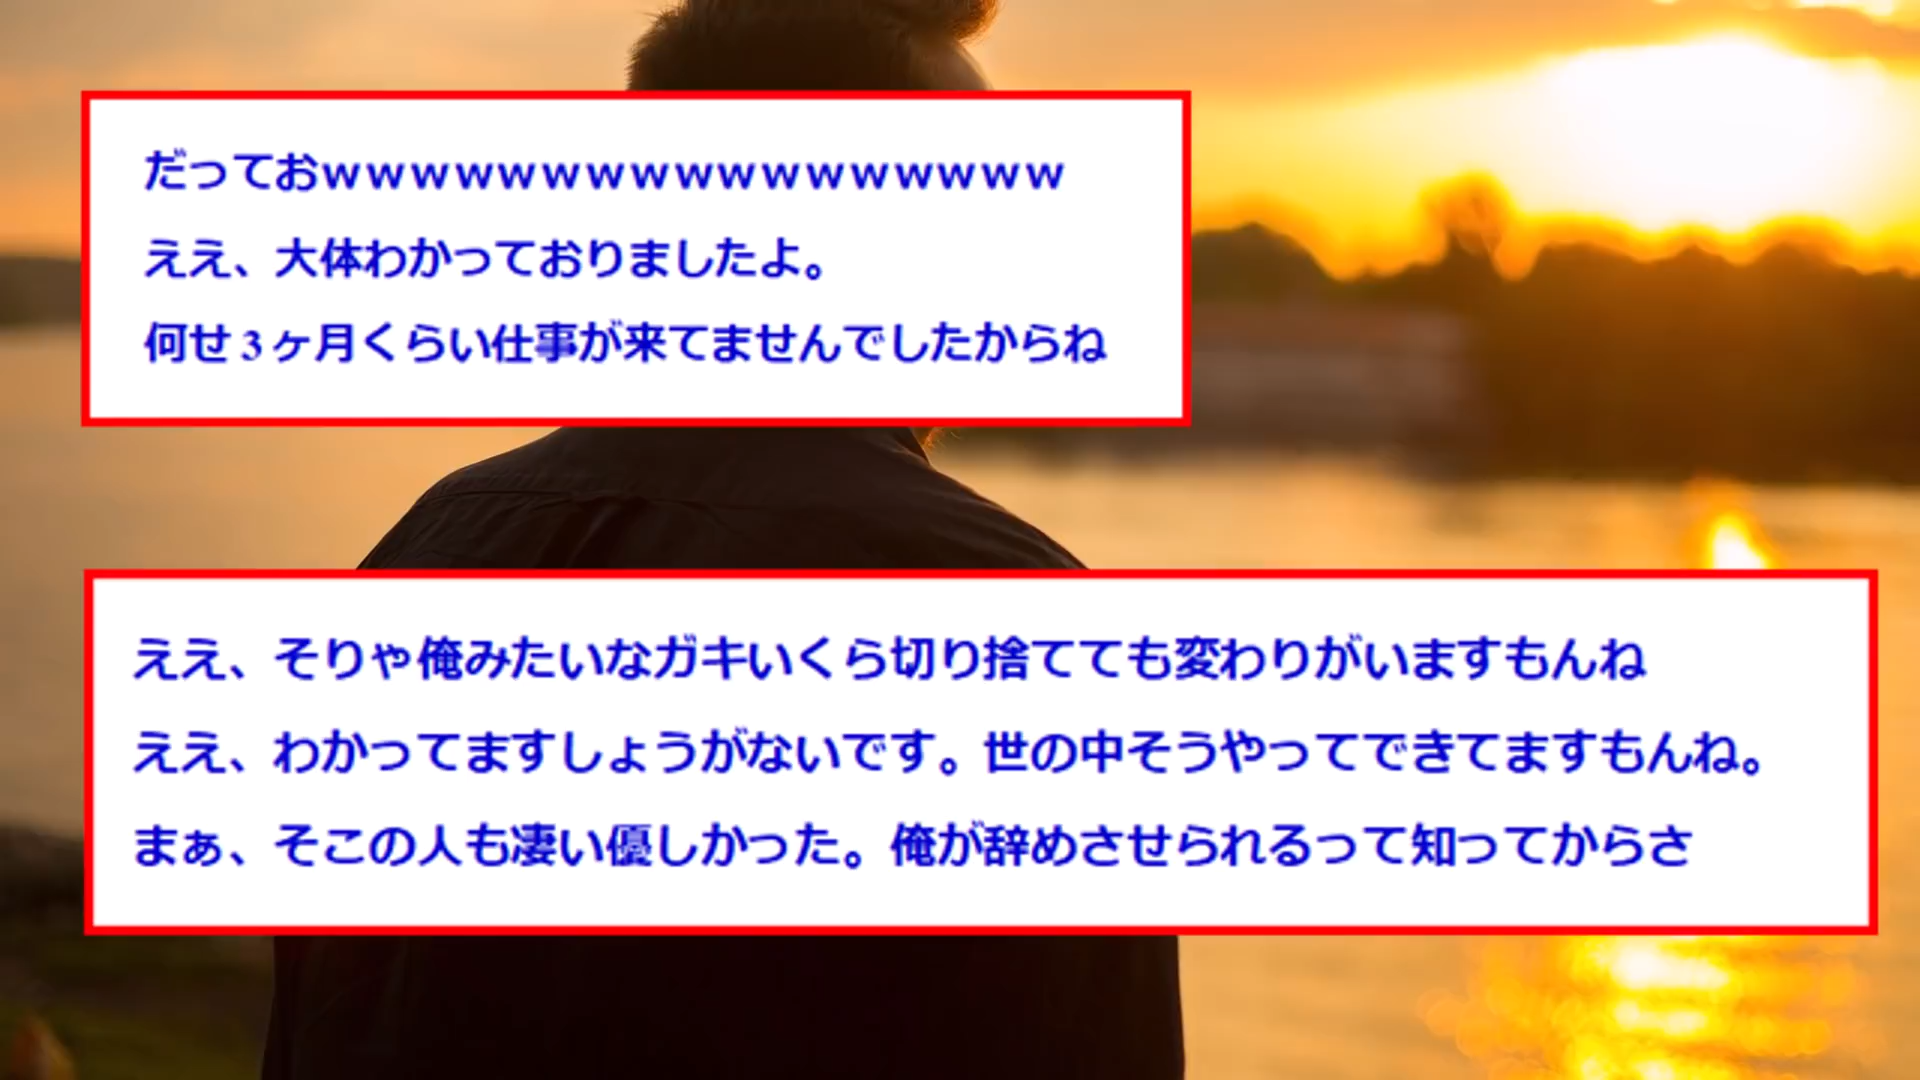 だっておｗｗｗｗｗｗｗｗｗｗｗｗｗｗｗｗｗ
ええ、大体わかっておりましたよ。
何せ３ヶ月くらい仕事が来てませんでしたからね
ええ、そりゃ俺みたいなガキいくら切り捨てても変わりがいますもんね
ええ、わかってますしょうがないです。世の中そうやってできてますもんね。
まぁ、そこの人も凄い優しかった。俺が辞めさせられるって知ってからさ